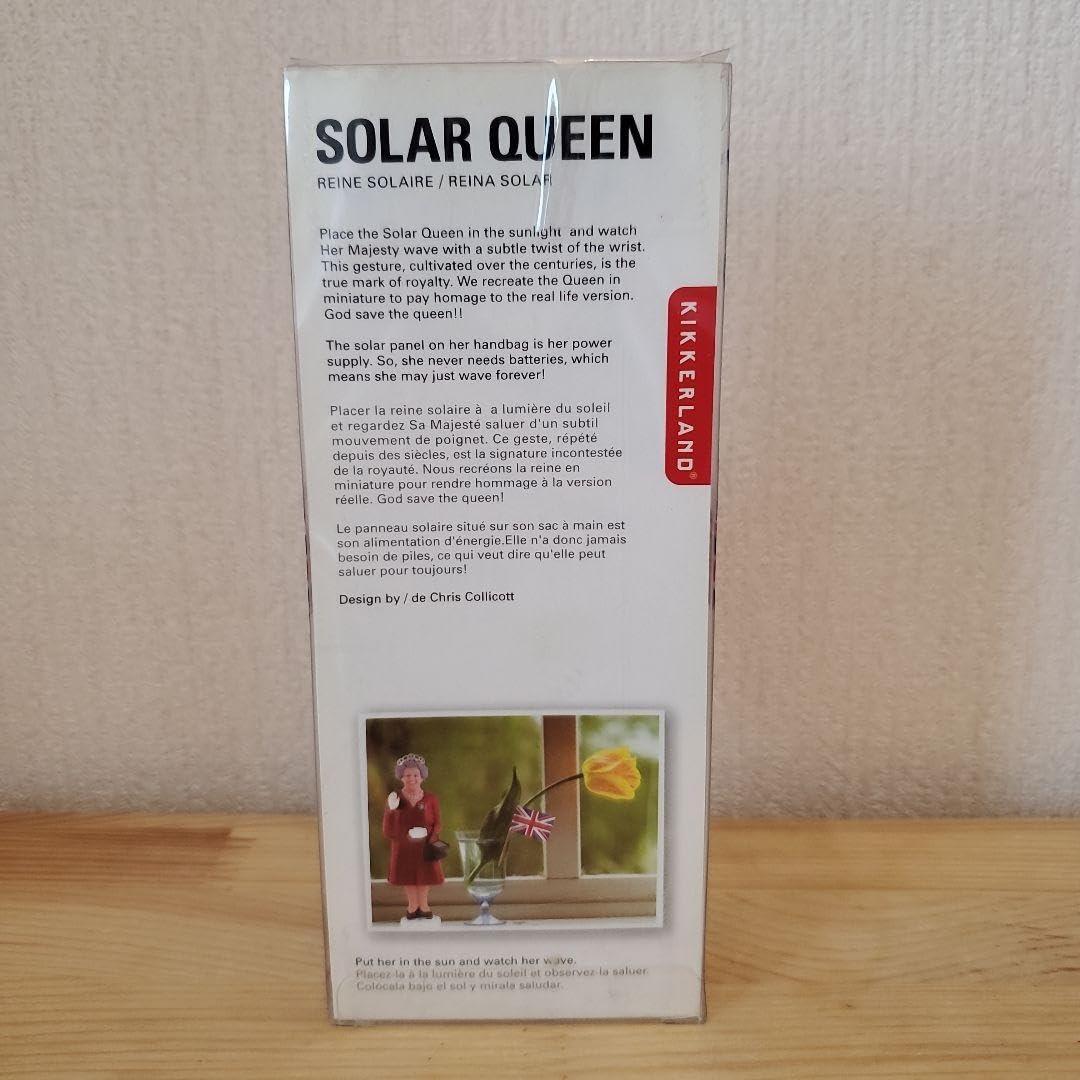 SOLAR QUEEN
REINE SOLAIRE / REINA SOLAR
Place the Solar Queen in the sunlight and watch
Her Majesty wave with a subtle twist of the wrist.
This gesture, cultivated over the centuries, is the
true mark of royalty. We recreate the Queen in
miniature to pay homage to the real life version.
God save the queen!!
The solar panel on her handbag is her power
supply. So, she never needs batteries, which
means she may just wave forever!
Placer la reine solaire à a lumière du soleil
et regardez Sa Majesté saluer d'un subtil
mouvement de poignet. Ce geste, répété
depuis des siècles, est la signature incontestée
de la royauté. Nous recréons la reine en
miniature pour rendre hommage à la version
réelle. God save the queen!
Le panneau solaire situé sur son sac à main est
son alimentation d'énergie.Elle n'a donc jamais
besoin de piles, ce qui veut dire qu'elle peut
saluer pour toujours!
Design by / de Chris Collicott
KIKKERLAND®
Put her in the sun and watch her wave.
Placez-la à la lumière du soleil et observez-la saluer.
Colócala bajo el sol y mírala saludar.